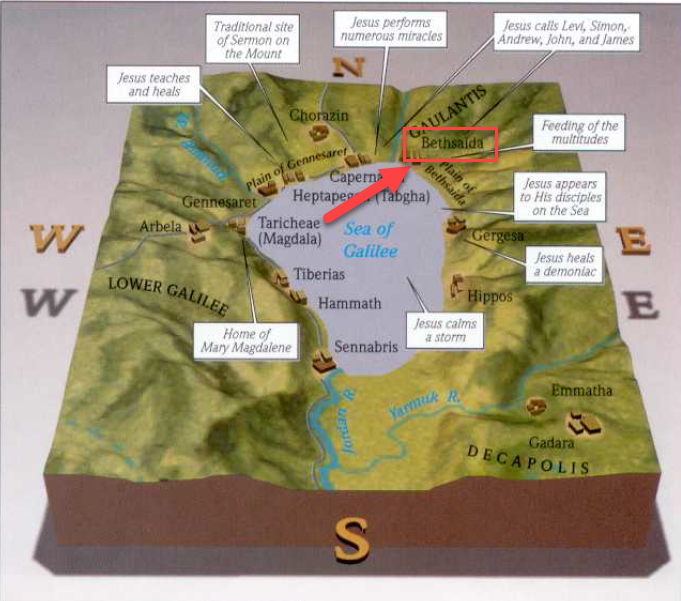 Traditional site
of Sermon on
the Mount
Jesus performs
numerous miracles
Jesus calls Levi, Simon,
Andrew, John, and James
N
Jesus teaches
and heals
GAULANTIS
Chorazin
Feeding of the
multitudes
Bethsaida
Plain of Gennesaret
Plain of
Bethsaida
Caperna
Heptapegon (Tabgha)
Jesus appears
to His disciples
on the Sea
Gennesaret
Arbela
Taricheae
(Magdala)
Sea of
Galilee
Gergesa
W
E
Jesus heals
a demoniac
Tiberias
LOWER GALILEE
Hammath
Hippos
W
E
Home of
Mary Magdalene
Jesus calms
a storm
Sennabris
Jordan R.
Yarmuk R.
Emmatha
Gadara
DECAPOLIS
S